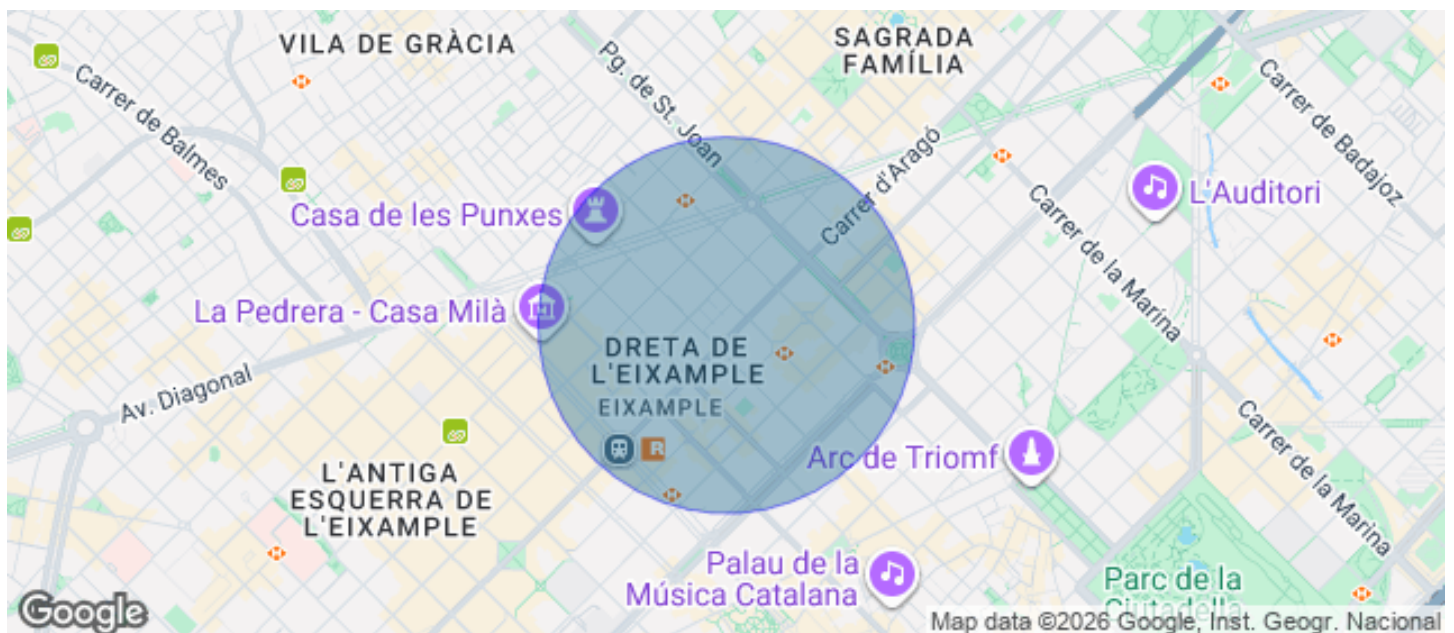 VILA DE GRÀCIA
SAGRADA
FAMÍLIA
Pg. de St. Joan
Carrer de Balmes
Carrer de Badajoz
Carrer d'Aragó
L'Auditori
Casa de les Punxes
Carrer de la Marina
La Pedrera - Casa Milà
DRETA DE
L'EIXAMPLE
EIXAMPLE
Av. Diagonal
R
Arc de Triomf
L'ANTIGA
ESQUERRA DE
L'EIXAMPLE
Carrer de la Marina
Palau de la
Música Catalana
Parc de la
Ciutadella
Google
Map data ©2026 Google, Inst. Geogr. Nacional